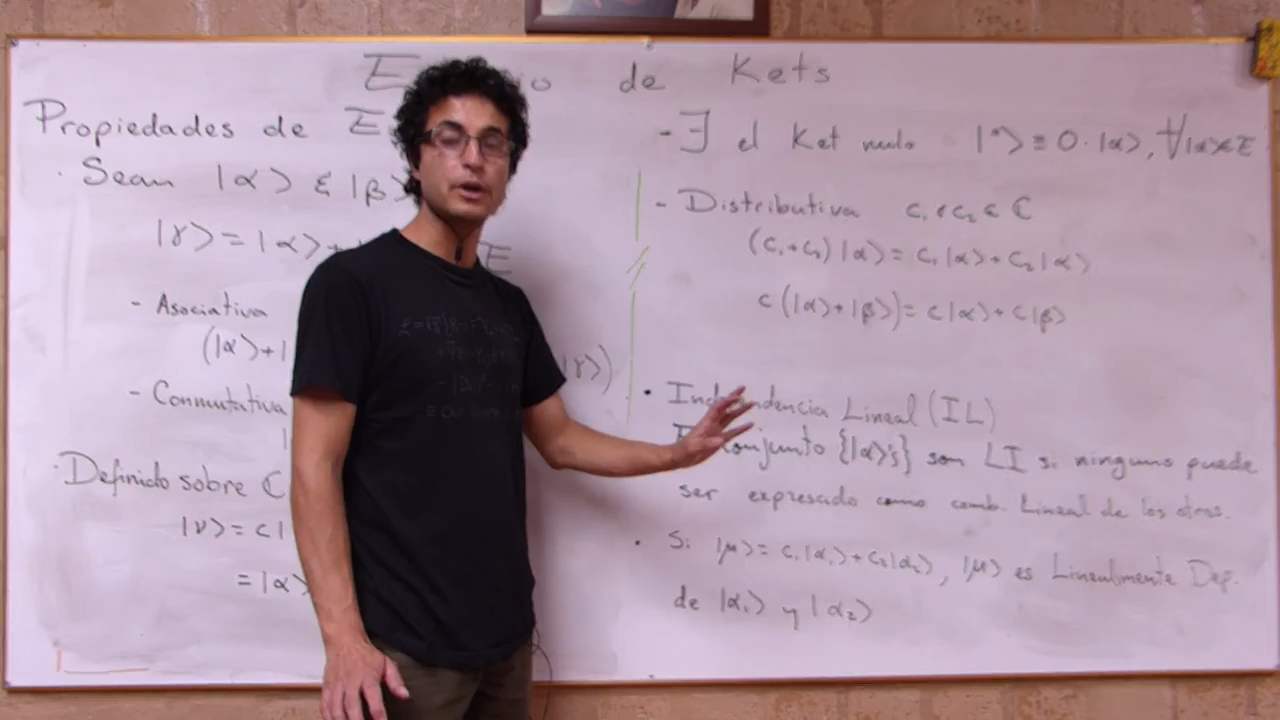 de Kets
Propiedades de E
· Sean |α> & |β>
|γ> = |α> +
E
- Asociativa
(|α>+|
|γ>)
- Conmutativa
· Definido sobre ℂ
|ν> = c|
= |α>
- ∃ el Ket nulo |°> ≡ 0·|α>, ∀|α>∈E
- Distributiva c₁ e c₂ ∈ ℂ
(c₁+c₂)|α> = c₁|α> + c₂|α>
c(|α>+|β>) = c|α> + c|β>
· Independencia Lineal (IL)
conjunto {|α>'s} son LI si ninguno puede
ser expresado como comb. Lineal de los otros.
· Si |μ> = c₁|α₁> + c₂|α₂>, |μ> es Linealmente Dep.
de |α₁> y |α₂>